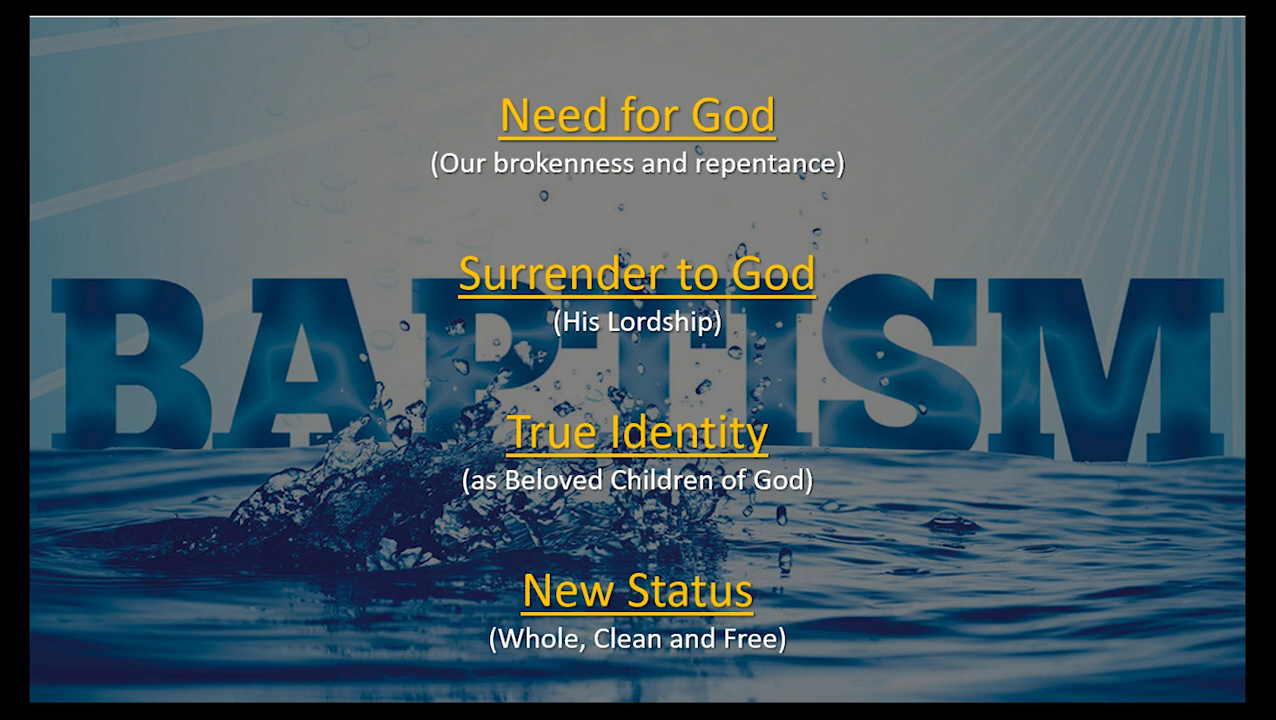 Need for God
(Our brokenness and repentance)
Surrender to God
(His Lordship)
BAPTISM
True Identity
(as Beloved Children of God)
New Status
(Whole, Clean and Free)